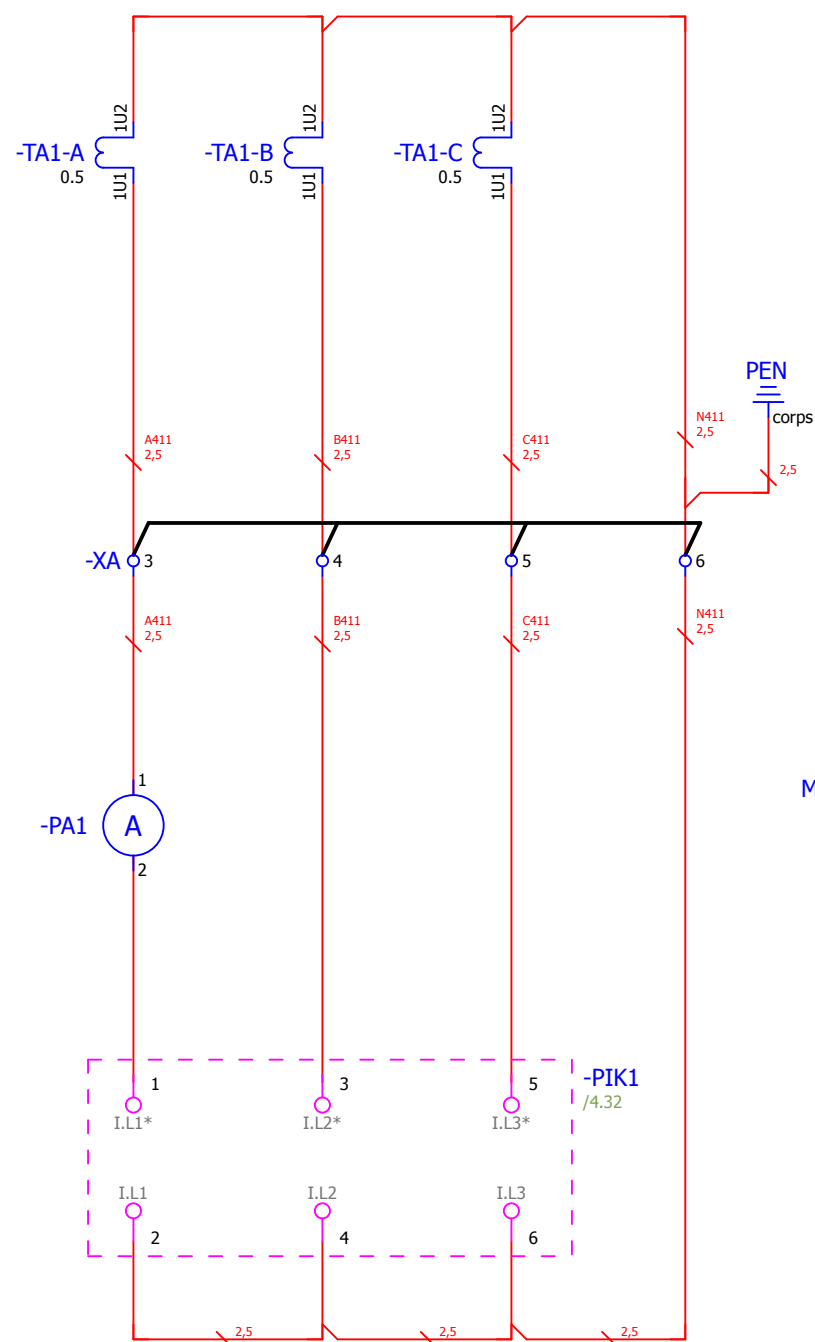 1U2
1U2
1U2
-TA1-A
-TA1-B
-TA1-C
0.5
0.5
0.5
1U1
1U1
1U1
PEN
corps
A411
2,5
B411
2,5
C411
2,5
N411
2,5
2,5
-XA
3
4
5
6
A411
2,5
B411
2,5
C411
2,5
N411
2,5
1
M
-PA1
A
2
1
3
5
-PIK1
/4.32
I.L1*
I.L2*
I.L3*
I.L1
I.L2
I.L3
2
4
6
2,5
2,5
2,5